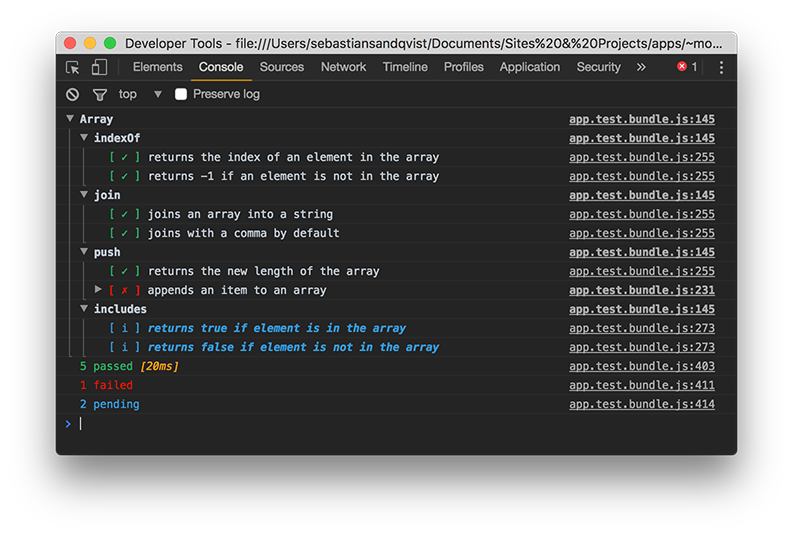 Developer Tools - file:///Users/sebastiansandqvist/Documents/Sites%20&%20Projects/apps/~mo...
Elements Console Sources Network Timeline Profiles Application Security » 1
top ▼ Preserve log
▼ Array app.test.bundle.js:145
▼ indexOf app.test.bundle.js:145
[ ✓ ] returns the index of an element in the array app.test.bundle.js:255
[ ✓ ] returns -1 if an element is not in the array app.test.bundle.js:255
▼ join app.test.bundle.js:145
[ ✓ ] joins an array into a string app.test.bundle.js:255
[ ✓ ] joins with a comma by default app.test.bundle.js:255
▼ push app.test.bundle.js:145
[ ✓ ] returns the new length of the array app.test.bundle.js:255
▶ [ ✗ ] appends an item to an array app.test.bundle.js:231
▼ includes app.test.bundle.js:145
[ i ] returns true if element is in the array app.test.bundle.js:273
[ i ] returns false if element is not in the array app.test.bundle.js:273
5 passed [20ms] app.test.bundle.js:403
1 failed app.test.bundle.js:411
2 pending app.test.bundle.js:414
>